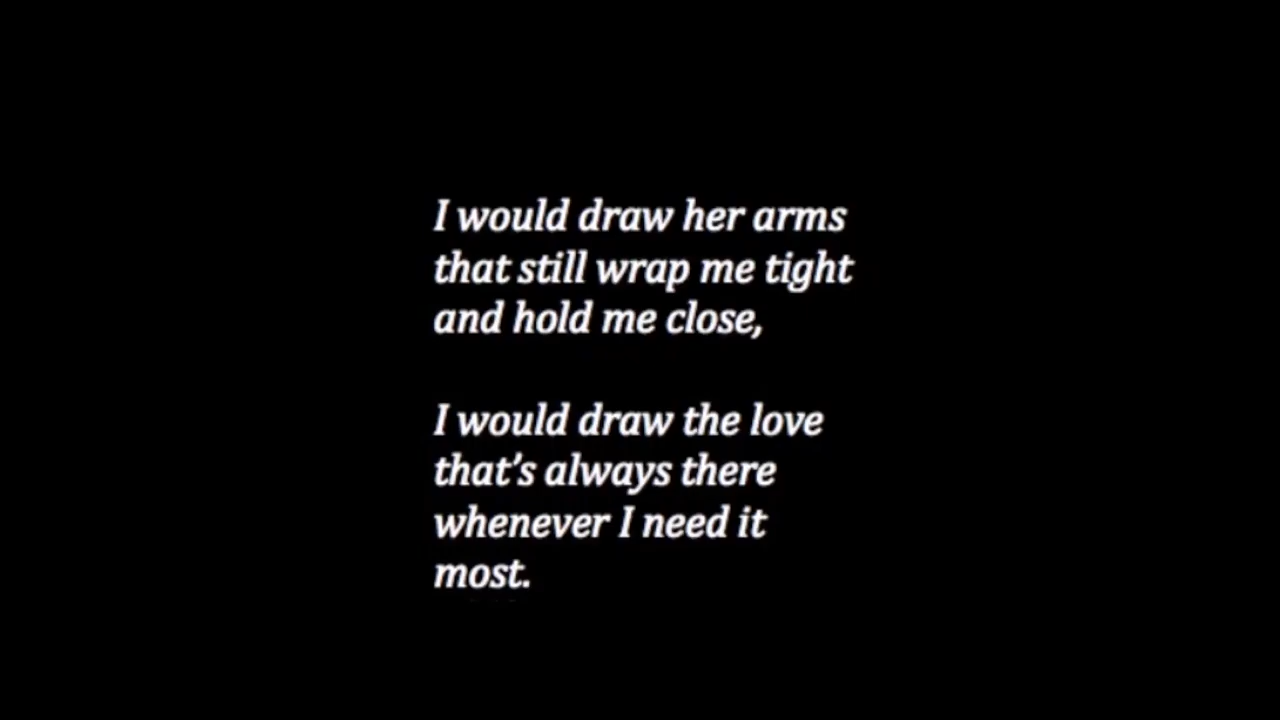 I would draw her arms
that still wrap me tight
and hold me close,
I would draw the love
that’s always there
whenever I need it
most.